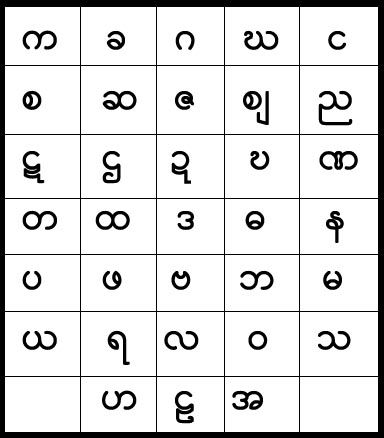 က ခ ဂ ဃ င
စ ဆ ဇ ဈ ည
ဋ ဌ ဍ ဎ ဏ
တ ထ ဒ ဓ န
ပ ဖ ဗ ဘ မ
ယ ရ လ ဝ သ
ဟ ဠ အ